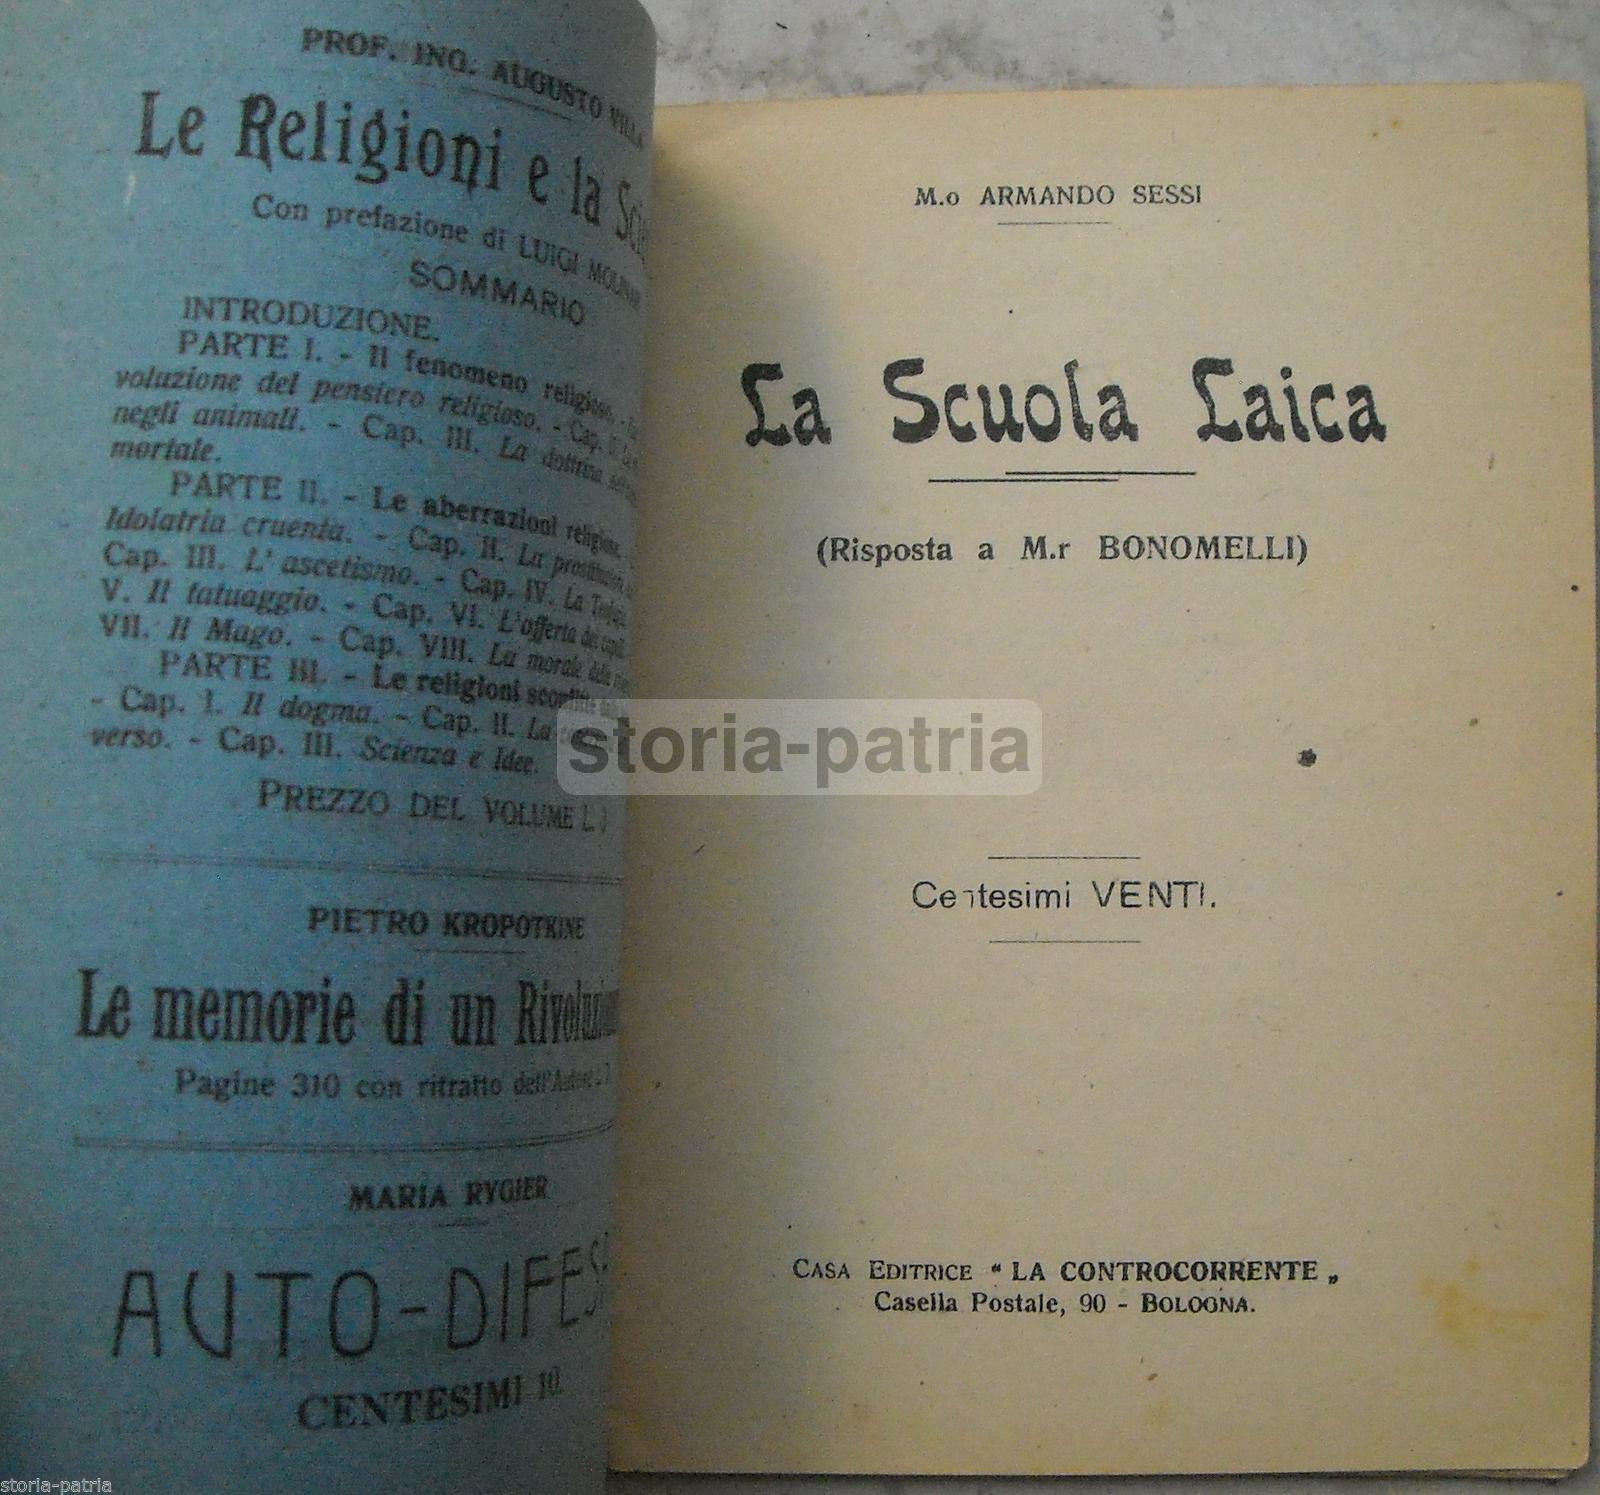 PROF. ING. AUGUSTO VILLA
Le Religioni e la
Con prefazione di LUIGI MOLINARI
SOMMARIO
INTRODUZIONE.
PARTE I. - Il fenomeno religioso. -
voluzione del pensiero religioso. - Cap. II.
negli animali. - Cap. III. La dottrina
mortale.
PARTE II. - Le aberrazioni religiose.
Idolatria cruenta. - Cap. II. La prostituzione
Cap. III. L'ascetismo. - Cap. IV. La
V. Il tatuaggio. - Cap. VI. L'offerta dei capelli.
VII. Il Mago. - Cap. VIII. La morale delle
PARTE III. - Le religioni sconfitte
- Cap. I. Il dogma. - Cap. II. La
verso. - Cap. III. Scienza e Idee.
PREZZO DEL VOLUME L.
PIETRO KROPOTKINE
Le memorie di un
Pagine 310 con ritratto dell'Autore
MARIA RYGIER
AUTO-DIFES
CENTESIMI 10.
M.o ARMANDO SESSI
La Scuola Laica
(Risposta a M.r BONOMELLI)
storia-patria
Centesimi VENTI.
CASA EDITRICE “ LA CONTROCORRENTE „
Casella Postale, 90 - BOLOGNA.
storia-patria